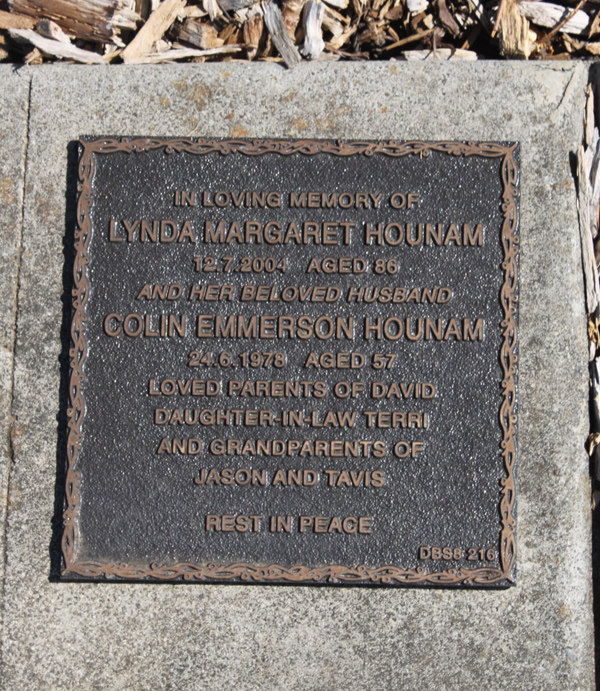 IN LOVING MEMORY OF
LYNDA MARGARET HOUNAM
12.7.2004 AGED 86
AND HER BELOVED HUSBAND
COLIN EMMERSON HOUNAM
24.6.1978 AGED 57
LOVED PARENTS OF DAVID
DAUGHTER-IN-LAW TERRI
AND GRANDPARENTS OF
JASON AND TAVIS
REST IN PEACE
DBS8 216